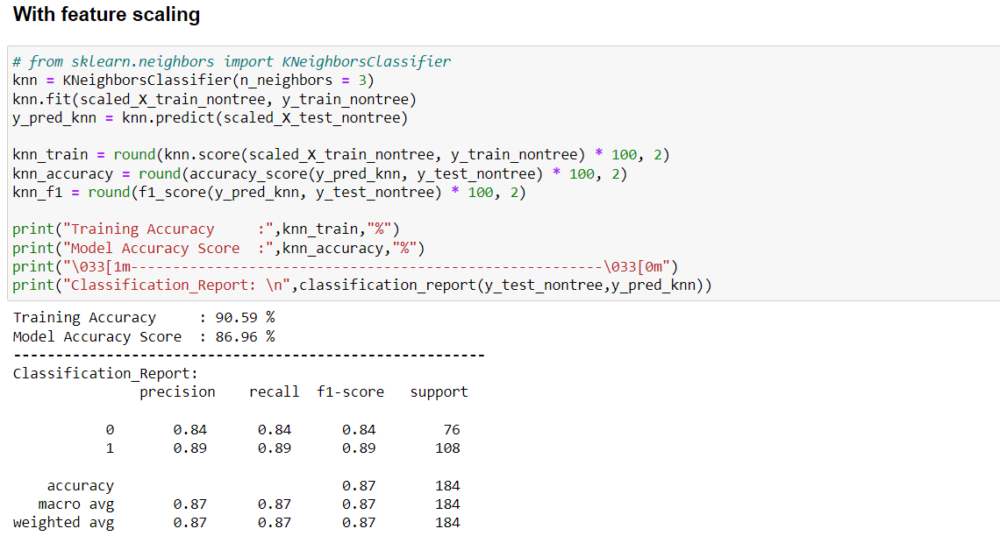 With feature scaling
# from sklearn.neighbors import KNeighborsClassifier
knn = KNeighborsClassifier(n_neighbors = 3)
knn.fit(scaled_X_train_nontree, y_train_nontree)
y_pred_knn = knn.predict(scaled_X_test_nontree)
knn_train = round(knn.score(scaled_X_train_nontree, y_train_nontree) * 100, 2)
knn_accuracy = round(accuracy_score(y_pred_knn, y_test_nontree) * 100, 2)
knn_f1 = round(f1_score(y_pred_knn, y_test_nontree) * 100, 2)
print("Training Accuracy     :",knn_train,"%")
print("Model Accuracy Score  :",knn_accuracy,"%")
print("\033[1m--------------------------------------------------------\033[0m")
print("Classification_Report: \n",classification_report(y_test_nontree,y_pred_knn))
Training Accuracy     : 90.59 %
Model Accuracy Score  : 86.96 %
--------------------------------------------------------
Classification_Report:
               precision    recall  f1-score   support
           0       0.84      0.84      0.84        76
           1       0.89      0.89      0.89       108
    accuracy                           0.87       184
   macro avg       0.87      0.87      0.87       184
weighted avg       0.87      0.87      0.87       184